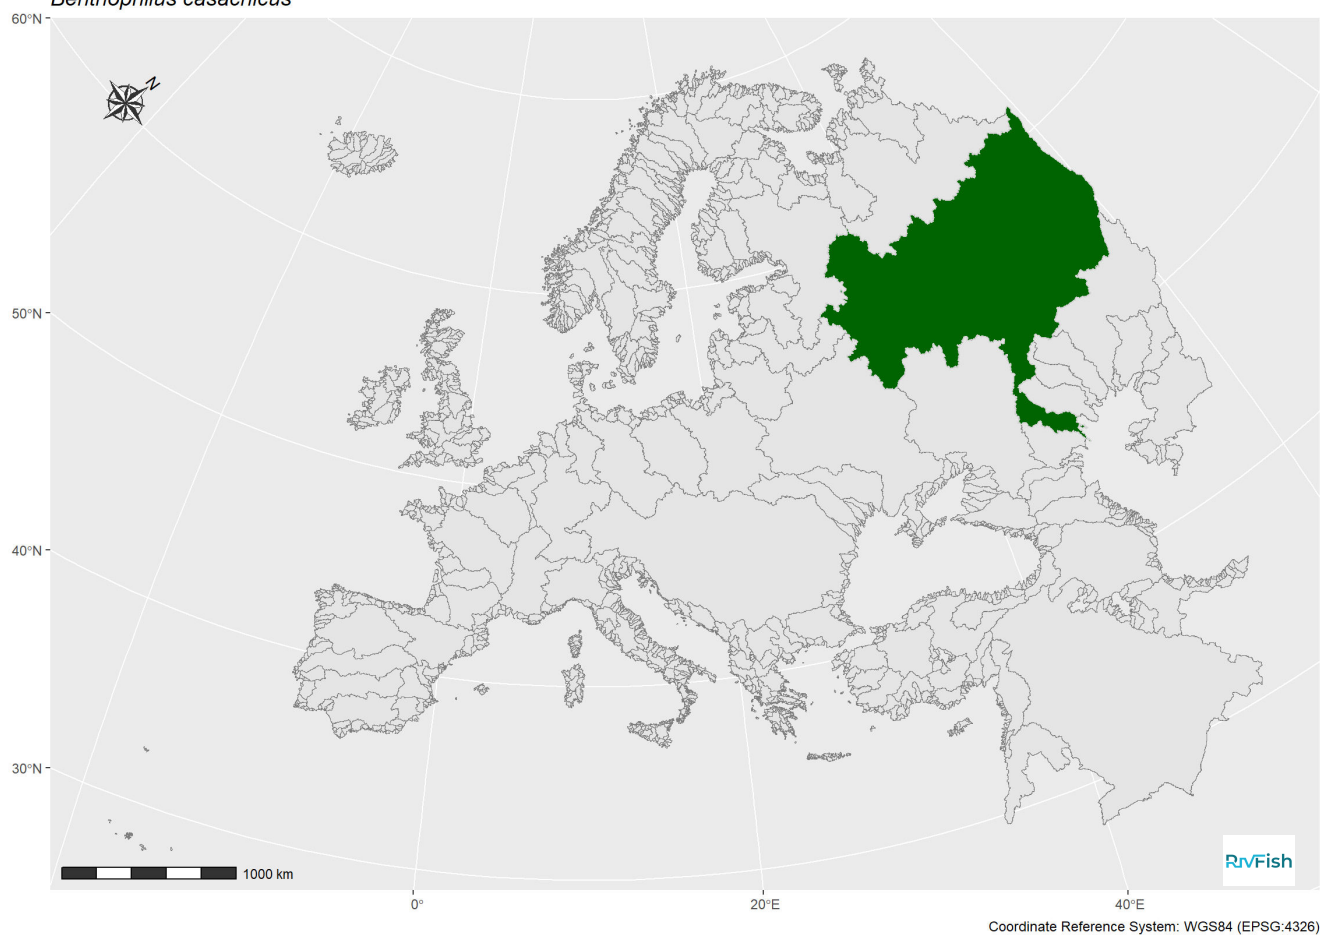 Benthophilus casachicus
60°N
N
50°N
40°N
30°N
RIVFish
1000 km
0°
20°E
40°E
Coordinate Reference System: WGS84 (EPSG:4326)